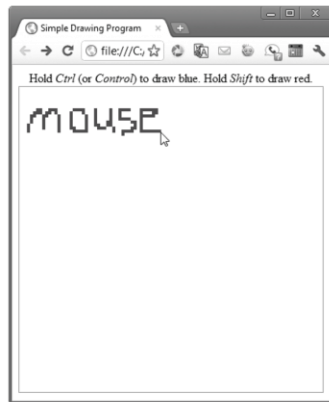 Simple Drawing Program
file:///C:/
Hold Ctrl (or Control) to draw blue. Hold Shift to draw red.
mouse